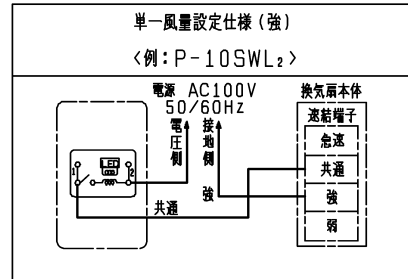 単一風量設定仕様（強）
〈例：P-10SWL₂〉
電源 AC100V
50/60Hz
換気扇本体
速結端子
電圧側
接地側
急速
共通
強
弱
LED
1
2
強
共通